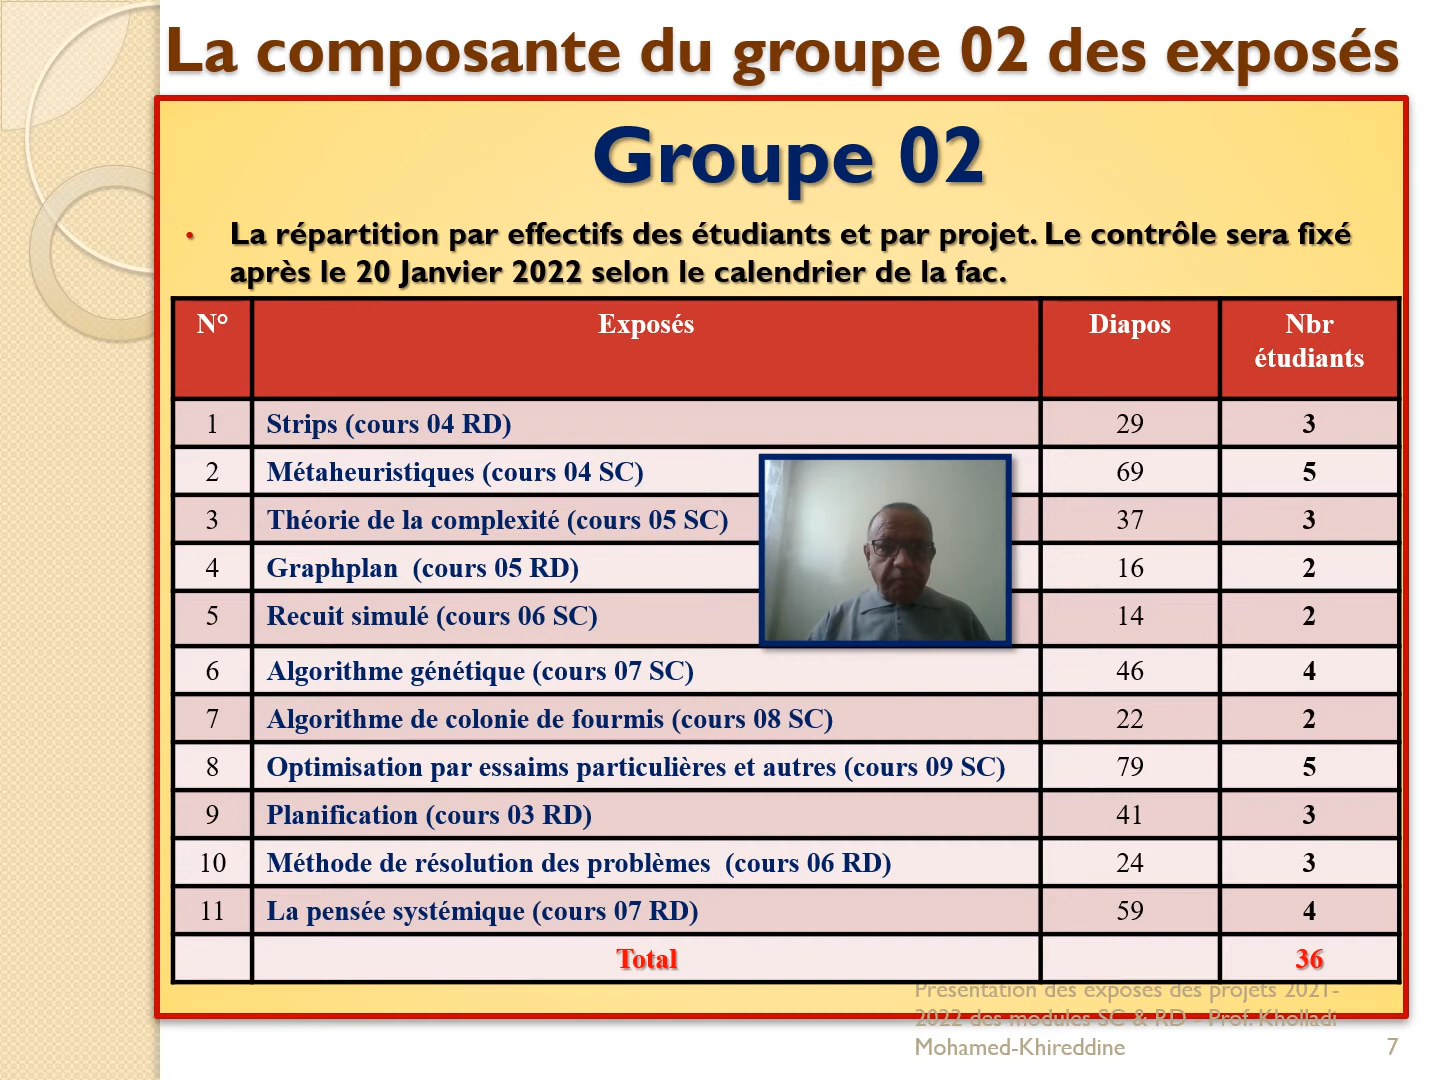 La composante du groupe 02 des exposés
Groupe 02
• La répartition par effectifs des étudiants et par projet. Le contrôle sera fixé
après le 20 Janvier 2022 selon le calendrier de la fac.
N° Exposés Diapos Nbr
étudiants
1 Strips (cours 04 RD) 29 3
2 Métaheuristiques (cours 04 SC) 69 5
3 Théorie de la complexité (cours 05 SC) 37 3
4 Graphplan (cours 05 RD) 16 2
5 Recuit simulé (cours 06 SC) 14 2
6 Algorithme génétique (cours 07 SC) 46 4
7 Algorithme de colonie de fourmis (cours 08 SC) 22 2
8 Optimisation par essaims particulières et autres (cours 09 SC) 79 5
9 Planification (cours 03 RD) 41 3
10 Méthode de résolution des problèmes (cours 06 RD) 24 3
11 La pensée systémique (cours 07 RD) 59 4
Total 36
Présentation des exposés des projets 2021-
2022 des modules SC & RD - Prof. Kholladi
Mohamed-Khireddine 7